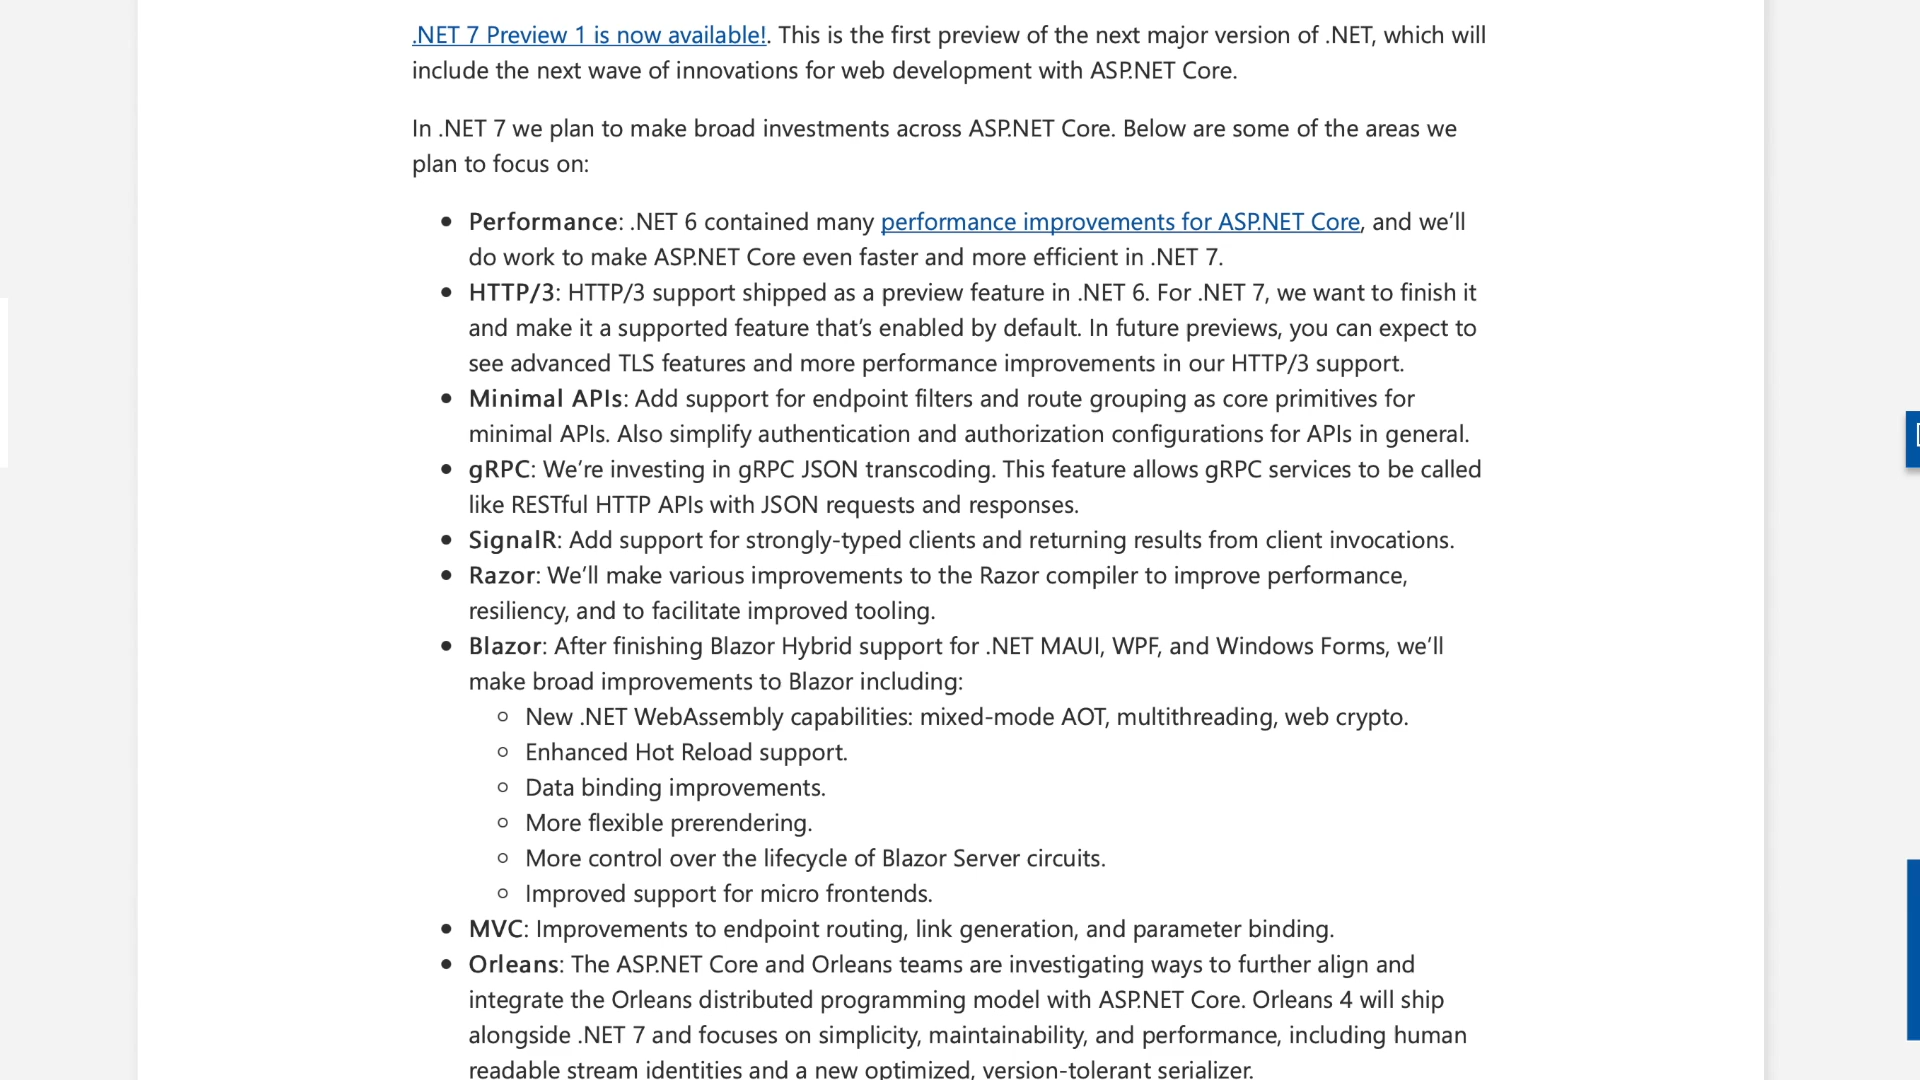 .NET 7 Preview 1 is now available!. This is the first preview of the next major version of .NET, which will
include the next wave of innovations for web development with ASP.NET Core.
In .NET 7 we plan to make broad investments across ASP.NET Core. Below are some of the areas we
plan to focus on:
• Performance: .NET 6 contained many performance improvements for ASP.NET Core, and we’ll
do work to make ASP.NET Core even faster and more efficient in .NET 7.
• HTTP/3: HTTP/3 support shipped as a preview feature in .NET 6. For .NET 7, we want to finish it
and make it a supported feature that’s enabled by default. In future previews, you can expect to
see advanced TLS features and more performance improvements in our HTTP/3 support.
• Minimal APIs: Add support for endpoint filters and route grouping as core primitives for
minimal APIs. Also simplify authentication and authorization configurations for APIs in general.
• gRPC: We’re investing in gRPC JSON transcoding. This feature allows gRPC services to be called
like RESTful HTTP APIs with JSON requests and responses.
• SignalR: Add support for strongly-typed clients and returning results from client invocations.
• Razor: We’ll make various improvements to the Razor compiler to improve performance,
resiliency, and to facilitate improved tooling.
• Blazor: After finishing Blazor Hybrid support for .NET MAUI, WPF, and Windows Forms, we’ll
make broad improvements to Blazor including:
◦ New .NET WebAssembly capabilities: mixed-mode AOT, multithreading, web crypto.
◦ Enhanced Hot Reload support.
◦ Data binding improvements.
◦ More flexible prerendering.
◦ More control over the lifecycle of Blazor Server circuits.
◦ Improved support for micro frontends.
• MVC: Improvements to endpoint routing, link generation, and parameter binding.
• Orleans: The ASP.NET Core and Orleans teams are investigating ways to further align and
integrate the Orleans distributed programming model with ASP.NET Core. Orleans 4 will ship
alongside .NET 7 and focuses on simplicity, maintainability, and performance, including human
readable stream identities and a new optimized, version-tolerant serializer.